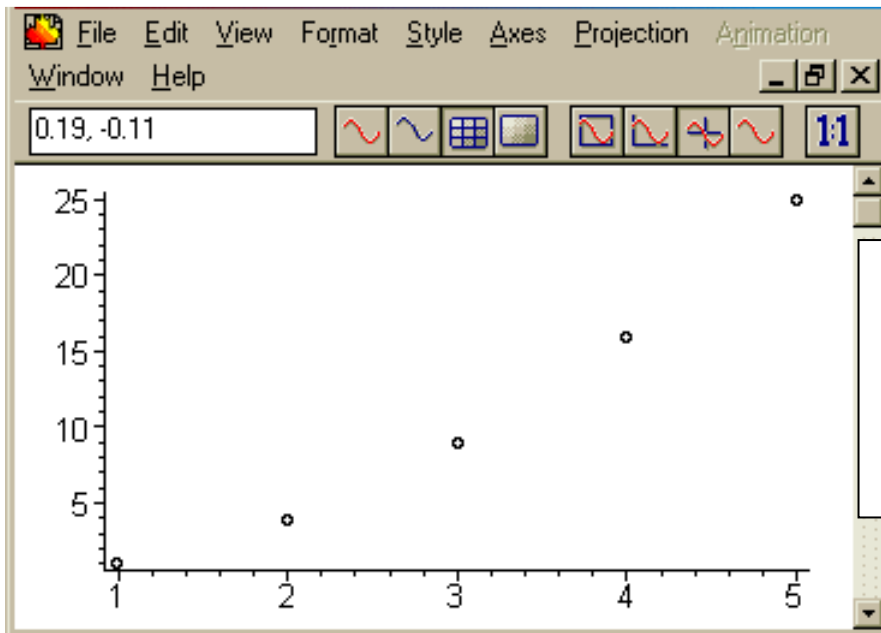 File Edit View Format Style Axes Projection Animation
Window Help
0.19, -0.11
1:1
25
20
15
10
5
1 2 3 4 5